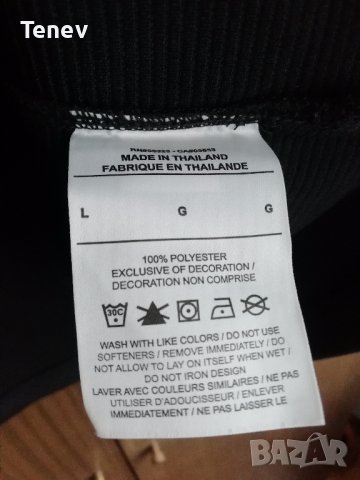 Tenev
MADE IN THAILAND
FABRIQUE EN THAILANDE
L G G
100% POLYESTER
EXCLUSIVE OF DECORATION /
DECORATION NON COMPRISE
30C
WASH WITH LIKE COLORS / DO NOT USE
SOFTENERS / REMOVE IMMEDIATELY / DO
NOT ALLOW TO LAY ON ITSELF WHEN WET /
DO NOT IRON DESIGN
LAVER AVEC COULEURS SIMILAIRES / NE PAS
UTILISER D'ADOUCISSEUR / ENLEVER
IMMÉDIATEMENT / NE PAS LAISSER LE
BAZAR